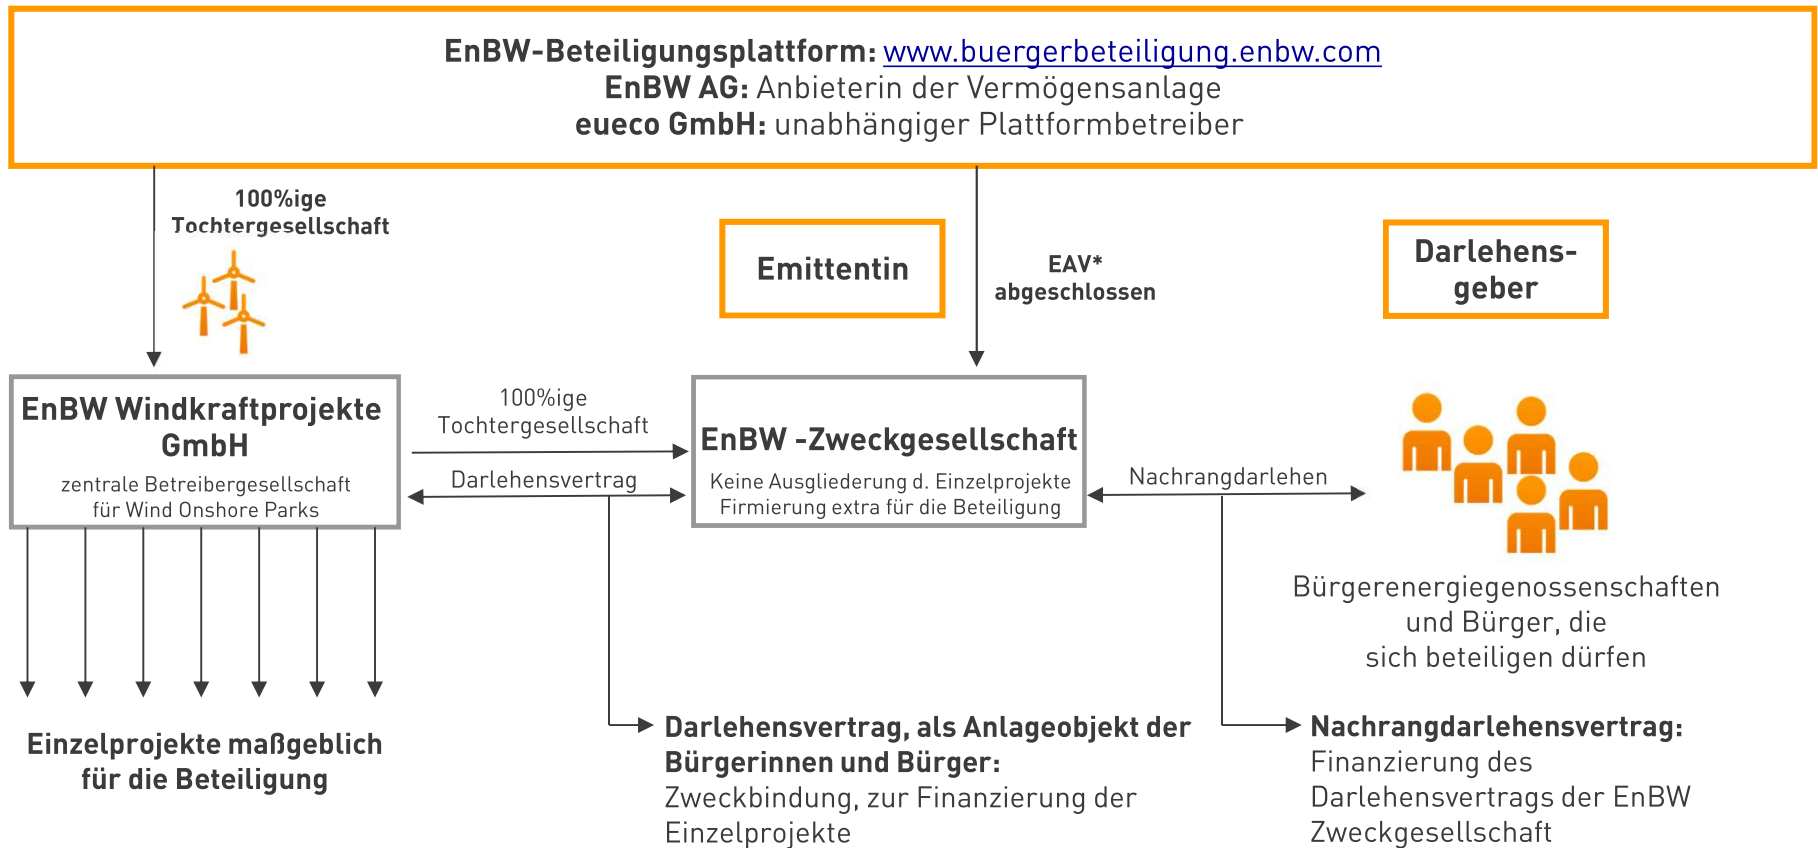 EnBW-Beteiligungsplattform: www.buergerbeteiligung.enbw.com
EnBW AG: Anbieterin der Vermögensanlage
eueco GmbH: unabhängiger Plattformbetreiber
100%ige
Tochtergesellschaft
Emittentin
EAV*
abgeschlossen
Darlehens-
geber
EnBW Windkraftprojekte
GmbH
zentrale Betreibergesellschaft
für Wind Onshore Parks
100%ige
Tochtergesellschaft
Darlehensvertrag
EnBW -Zweckgesellschaft
Keine Ausgliederung d. Einzelprojekte
Firmierung extra für die Beteiligung
Nachrangdarlehen
Bürgerenergiegenossenschaften
und Bürger, die
sich beteiligen dürfen
Einzelprojekte maßgeblich
für die Beteiligung
Darlehensvertrag, als Anlageobjekt der
Bürgerinnen und Bürger:
Zweckbindung, zur Finanzierung der
Einzelprojekte
Nachrangdarlehensvertrag:
Finanzierung des
Darlehensvertrags der EnBW
Zweckgesellschaft